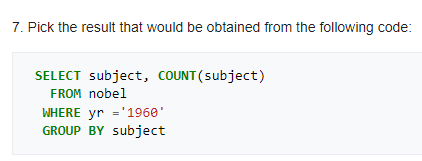 7. Pick the result that would be obtained from the following code:
SELECT subject, COUNT(subject)
FROM nobel
WHERE yr ='1960'
GROUP BY subject